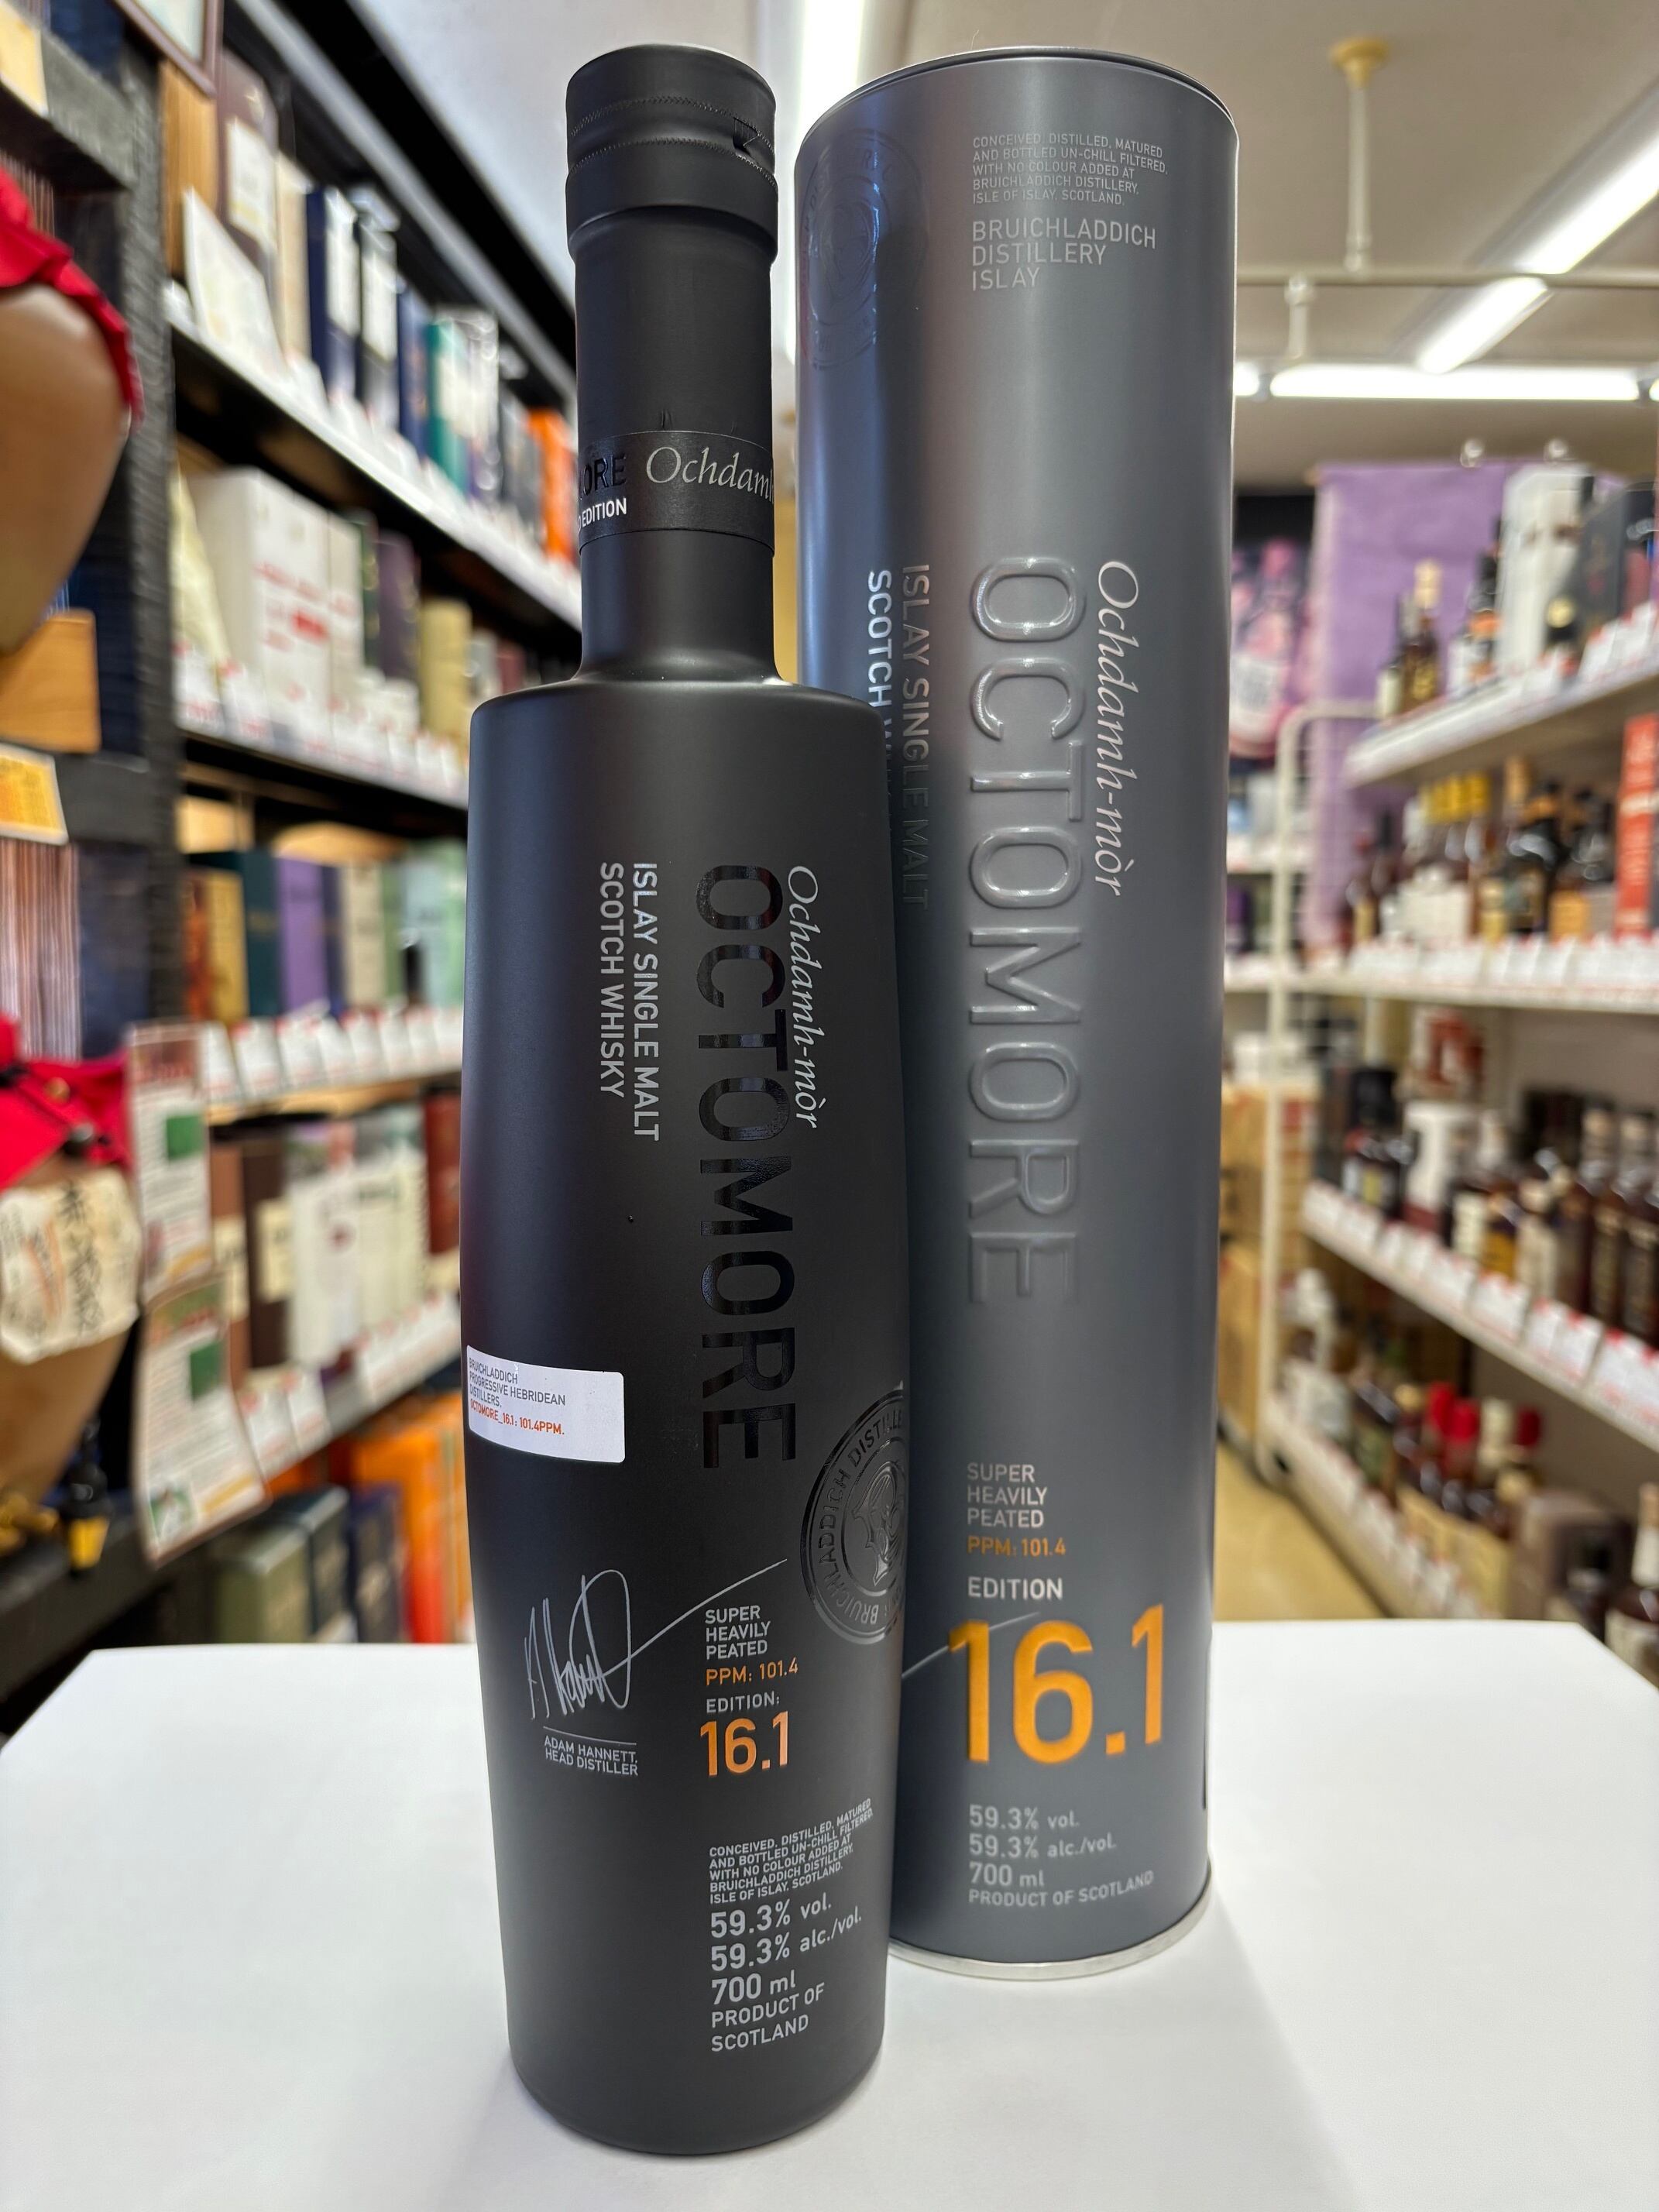 ORE
EDITION
Ochdamh
Ochdamh-mòr
OCTOMORE
ISLAY SINGLE MALT
SCOTCH WHISKY
BRUICHLADDICH
PROGRESSIVE HEBRIDEAN
DISTILLERS.
OCTOMORE_16.1: 101.4PPM.
BRUICHLADDICH
ADAM HANNETT,
HEAD DISTILLER
SUPER
HEAVILY
PEATED
PPM: 101.4
EDITION:
16.1
CONCEIVED, DISTILLED, MATURED
AND BOTTLED UN-CHILL FILTERED,
WITH NO COLOUR ADDED AT
BRUICHLADDICH DISTILLERY,
ISLE OF ISLAY, SCOTLAND.
59.3% vol.
59.3% alc./vol.
700 ml
PRODUCT OF
SCOTLAND
CONCEIVED, DISTILLED, MATURED
AND BOTTLED UN-CHILL FILTERED,
WITH NO COLOUR ADDED AT
BRUICHLADDICH DISTILLERY,
ISLE OF ISLAY, SCOTLAND.
BRUICHLADDICH
DISTILLERY
ISLAY
Ochdamh-mòr
OCTOMORE
ISLAY SINGLE MALT
SCOTCH
SUPER
HEAVILY
PEATED
PPM: 101.4
EDITION
16.1
59.3% vol.
59.3% alc./vol.
700 ml
PRODUCT OF SCOTLAND